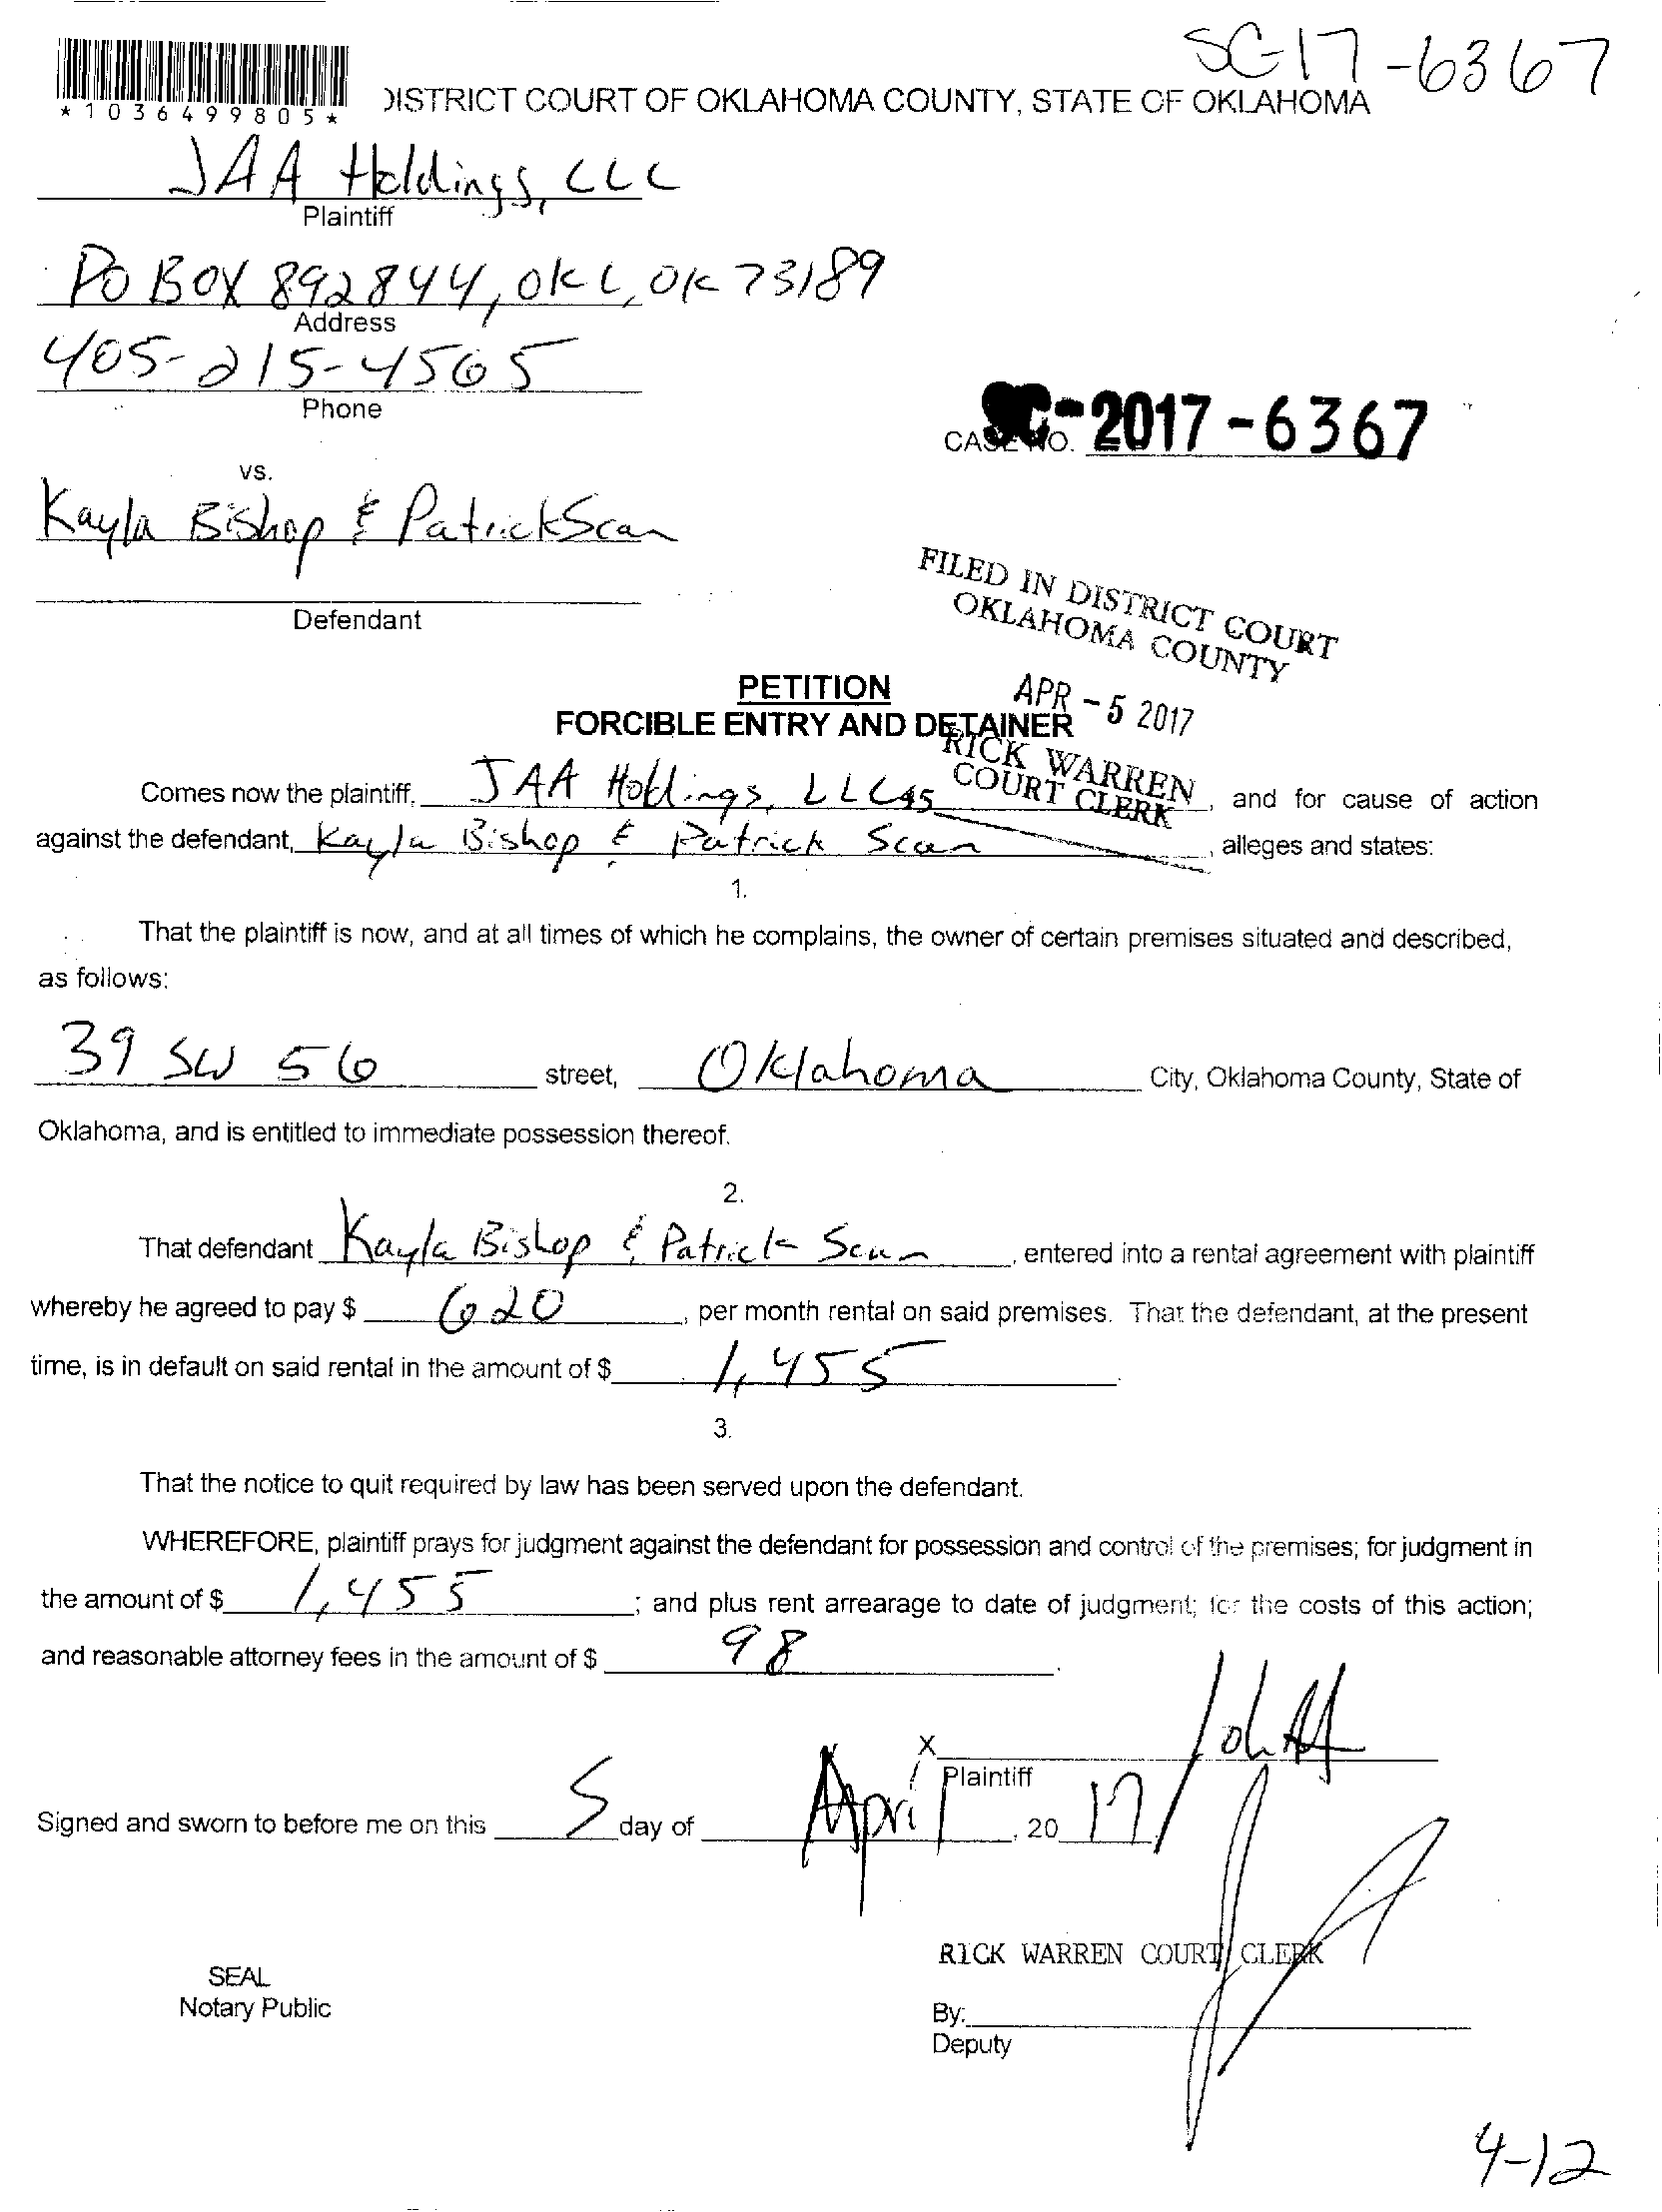 SC-17-6367
*1036499805*
DISTRICT COURT OF OKLAHOMA COUNTY, STATE OF OKLAHOMA
JAA Holdings, LLC
Plaintiff
PO BOX 892844, OKC, OK 73189
Address
405-215-4565
Phone
CASE NO. SC-2017-6367
vs.
Kayla Bishop & Patrick Scan
Defendant
FILED IN DISTRICT COURT
OKLAHOMA COUNTY
APR - 5 2017
RICK WARREN
COURT CLERK
PETITION
FORCIBLE ENTRY AND DETAINER
Comes now the plaintiff, JAA Holdings, LLC, and for cause of action
against the defendant, Kayla Bishop & Patrick Scan, alleges and states:
1.
That the plaintiff is now, and at all times of which he complains, the owner of certain premises situated and described,
as follows:
39 SW 56 street, Oklahoma City, Oklahoma County, State of
Oklahoma, and is entitled to immediate possession thereof.
2.
That defendant Kayla Bishop & Patrick Scan, entered into a rental agreement with plaintiff
whereby he agreed to pay $ 620, per month rental on said premises. That the defendant, at the present
time, is in default on said rental in the amount of $ 1,455.
3.
That the notice to quit required by law has been served upon the defendant.
WHEREFORE, plaintiff prays for judgment against the defendant for possession and control of the premises; for judgment in
the amount of $ 1,455; and plus rent arrearage to date of judgment; for the costs of this action;
and reasonable attorney fees in the amount of $ 98.
X
Plaintiff
Signed and sworn to before me on this 5 day of April, 2017
RICK WARREN COURT CLERK
SEAL
Notary Public
By:
Deputy
4-12